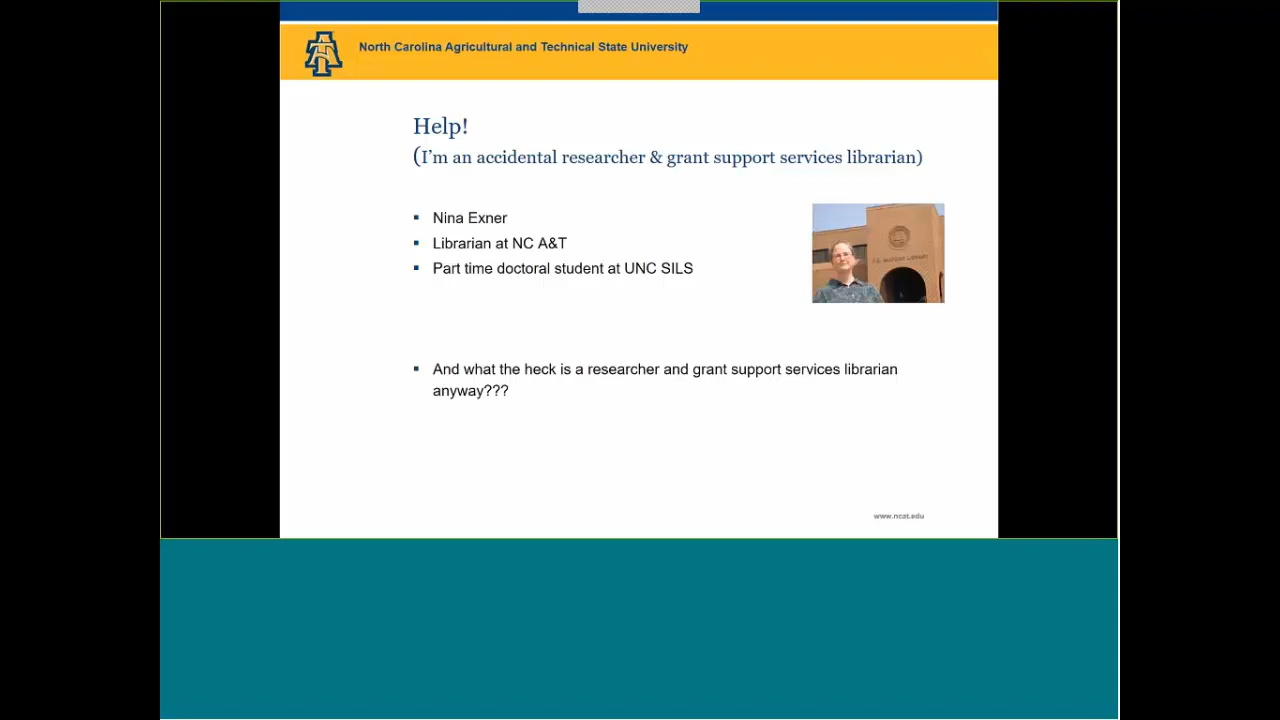 North Carolina Agricultural and Technical State University
Help!
(I'm an accidental researcher & grant support services librarian)
▪ Nina Exner
▪ Librarian at NC A&T
▪ Part time doctoral student at UNC SILS
▪ And what the heck is a researcher and grant support services librarian
anyway???
www.ncat.edu